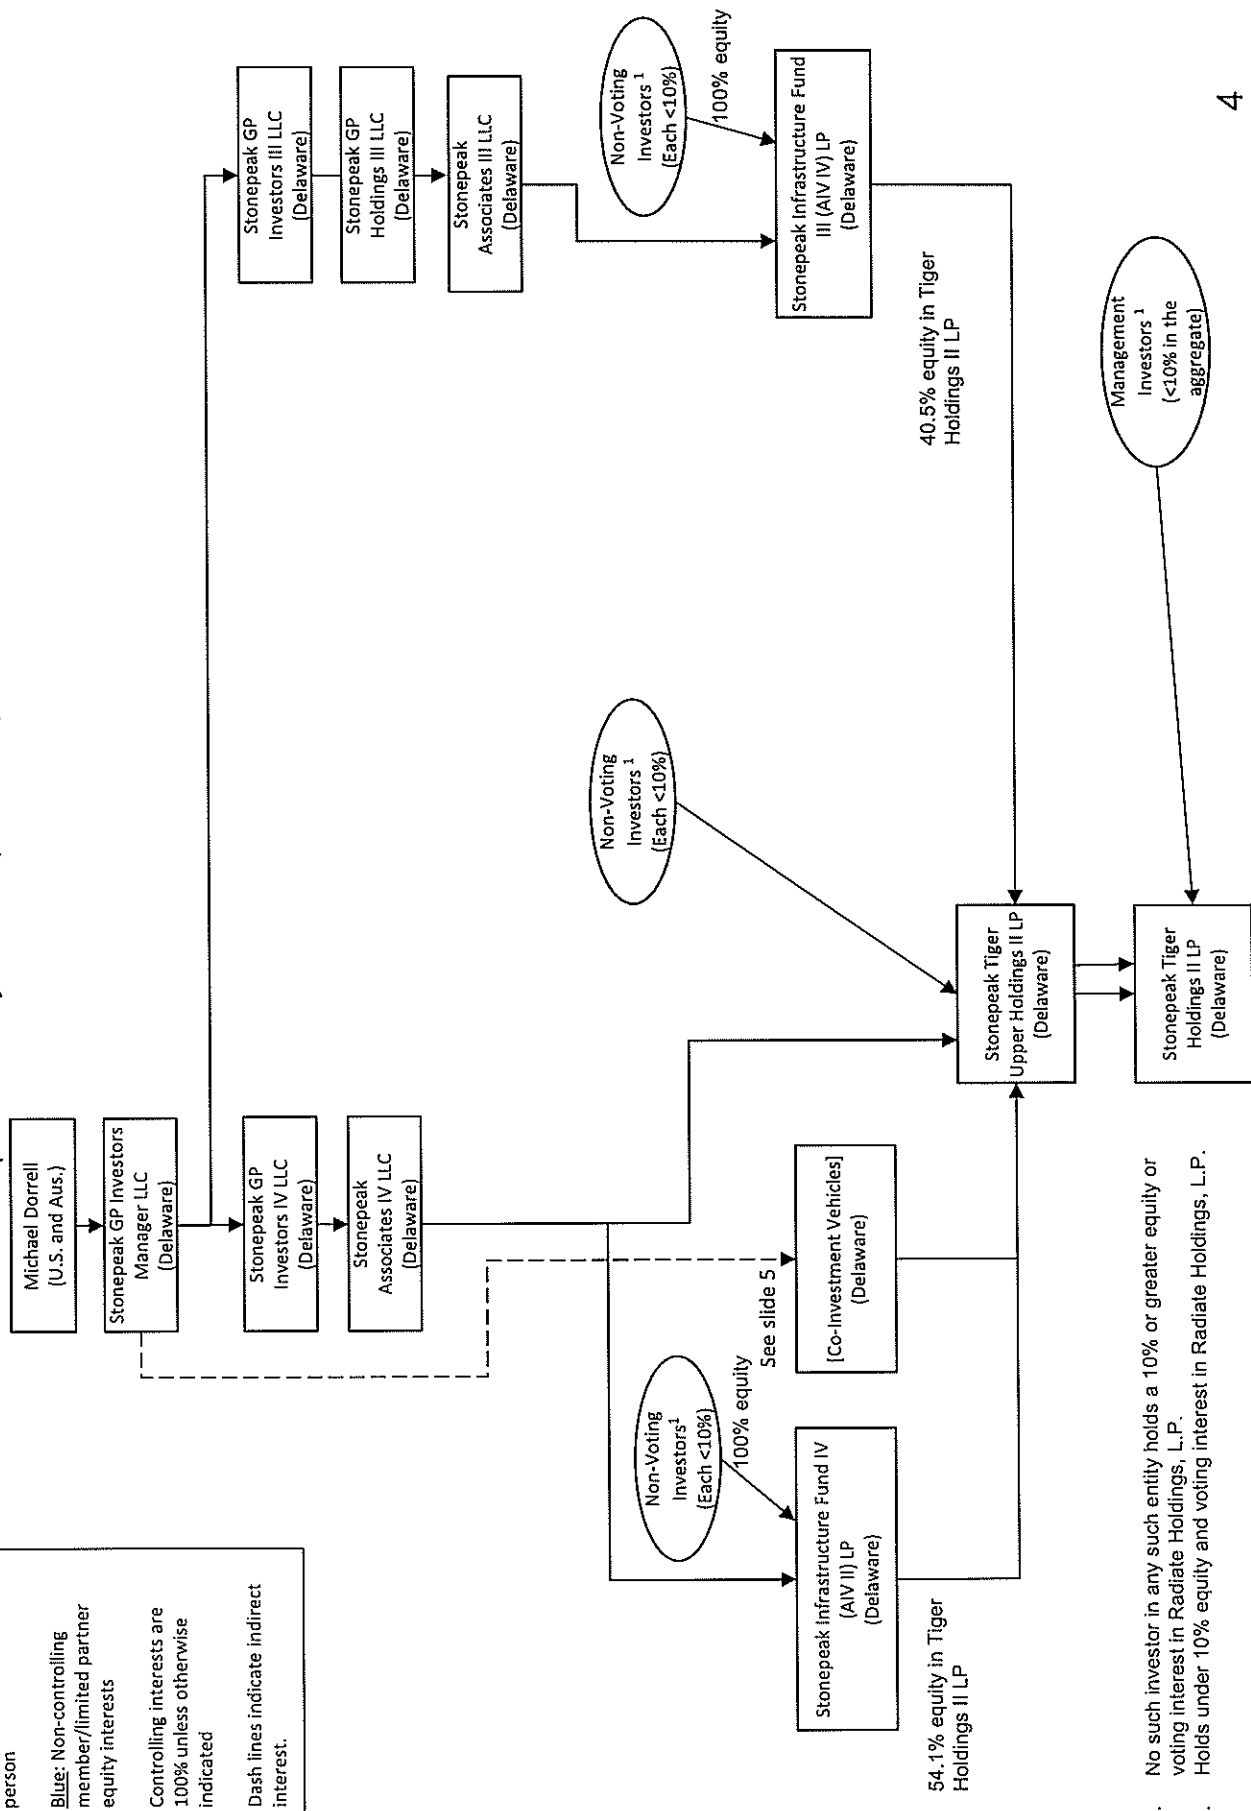 person
Blue: Non-controlling
member/limited partner
equity interests
Controlling interests are
100% unless otherwise
indicated
Dash lines indicate indirect
interest.
Michael Dorrell
(U.S. and Aus.)
Stonepeak GP Investors
Manager LLC
(Delaware)
Stonepeak GP
Investors IV LLC
(Delaware)
Stonepeak
Associates IV LLC
(Delaware)
Stonepeak GP
Investors III LLC
(Delaware)
Stonepeak GP
Holdings III LLC
(Delaware)
Stonepeak
Associates III LLC
(Delaware)
Non-Voting
Investors¹
(Each <10%)
100% equity
See slide 5
Non-Voting
Investors ¹
(Each <10%)
Non-Voting
Investors ¹
(Each <10%)
100% equity
Stonepeak Infrastructure Fund IV
(AIV II) LP
(Delaware)
[Co-Investment Vehicles]
(Delaware)
Stonepeak Infrastructure Fund
III (AIV IV) LP
(Delaware)
54.1% equity in Tiger
Holdings II LP
40.5% equity in Tiger
Holdings II LP
Stonepeak Tiger
Upper Holdings II LP
(Delaware)
Management
Investors ¹
(<10% in the
aggregate)
Stonepeak Tiger
Holdings II LP
(Delaware)
No such investor in any such entity holds a 10% or greater equity or
voting interest in Radiate Holdings, L.P.
Holds under 10% equity and voting interest in Radiate Holdings, L.P.
4